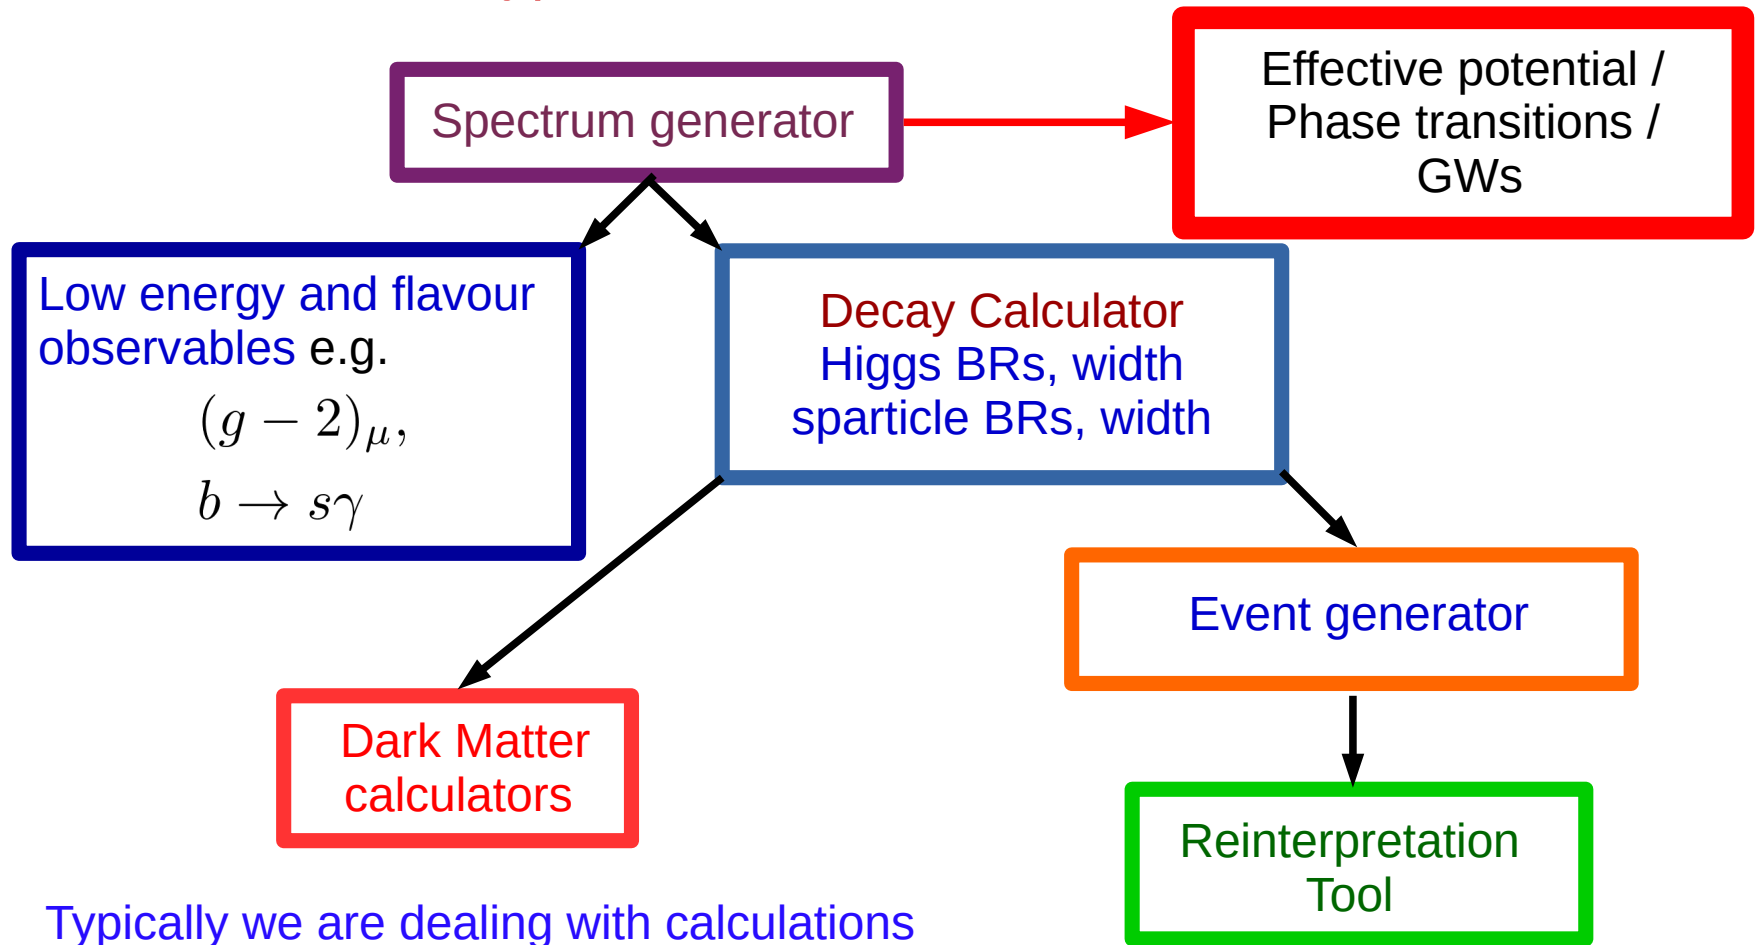 Spectrum generator
Effective potential /
Phase transitions /
GWs
Low energy and flavour
observables e.g.
(g − 2)μ,
b → sγ
Decay Calculator
Higgs BRs, width
sparticle BRs, width
Event generator
Dark Matter
calculators
Reinterpretation
Tool
Typically we are dealing with calculations